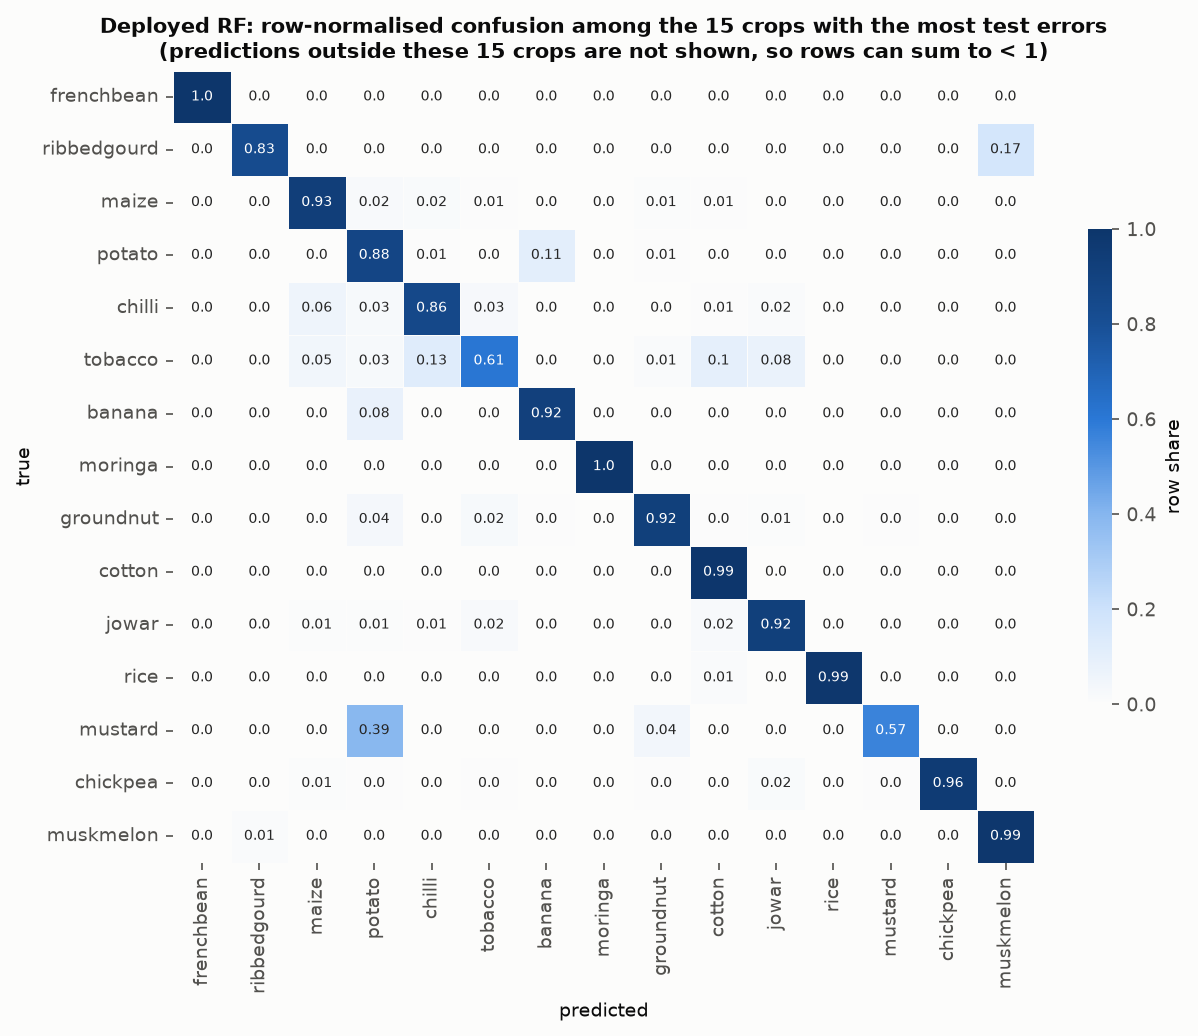 Deployed RF: row-normalised confusion among the 15 crops with the most test errors
(predictions outside these 15 crops are not shown, so rows can sum to < 1)
frenchbean 1.0 0.0 0.0 0.0 0.0 0.0 0.0 0.0 0.0 0.0 0.0 0.0 0.0 0.0 0.0
ribbedgourd 0.0 0.83 0.0 0.0 0.0 0.0 0.0 0.0 0.0 0.0 0.0 0.0 0.0 0.0 0.17
maize 0.0 0.0 0.93 0.02 0.02 0.01 0.0 0.0 0.01 0.01 0.0 0.0 0.0 0.0 0.0
potato 0.0 0.0 0.0 0.88 0.01 0.0 0.11 0.0 0.01 0.0 0.0 0.0 0.0 0.0 0.0
chilli 0.0 0.0 0.06 0.03 0.86 0.03 0.0 0.0 0.0 0.01 0.02 0.0 0.0 0.0 0.0
tobacco 0.0 0.0 0.05 0.03 0.13 0.61 0.0 0.0 0.01 0.1 0.08 0.0 0.0 0.0 0.0
banana 0.0 0.0 0.0 0.08 0.0 0.0 0.92 0.0 0.0 0.0 0.0 0.0 0.0 0.0 0.0
moringa 0.0 0.0 0.0 0.0 0.0 0.0 0.0 1.0 0.0 0.0 0.0 0.0 0.0 0.0 0.0
groundnut 0.0 0.0 0.0 0.04 0.0 0.02 0.0 0.0 0.92 0.0 0.01 0.0 0.0 0.0 0.0
cotton 0.0 0.0 0.0 0.0 0.0 0.0 0.0 0.0 0.0 0.99 0.0 0.0 0.0 0.0 0.0
jowar 0.0 0.0 0.01 0.01 0.01 0.02 0.0 0.0 0.0 0.02 0.92 0.0 0.0 0.0 0.0
rice 0.0 0.0 0.0 0.0 0.0 0.0 0.0 0.0 0.0 0.01 0.0 0.99 0.0 0.0 0.0
mustard 0.0 0.0 0.0 0.39 0.0 0.0 0.0 0.0 0.04 0.0 0.0 0.0 0.57 0.0 0.0
chickpea 0.0 0.0 0.01 0.0 0.0 0.0 0.0 0.0 0.0 0.0 0.02 0.0 0.0 0.96 0.0
muskmelon 0.0 0.01 0.0 0.0 0.0 0.0 0.0 0.0 0.0 0.0 0.0 0.0 0.0 0.0 0.99
true
frenchbean
ribbedgourd
maize
potato
chilli
tobacco
banana
moringa
groundnut
cotton
jowar
rice
mustard
chickpea
muskmelon
predicted
1.0
0.8
0.6
0.4
0.2
0.0
row share